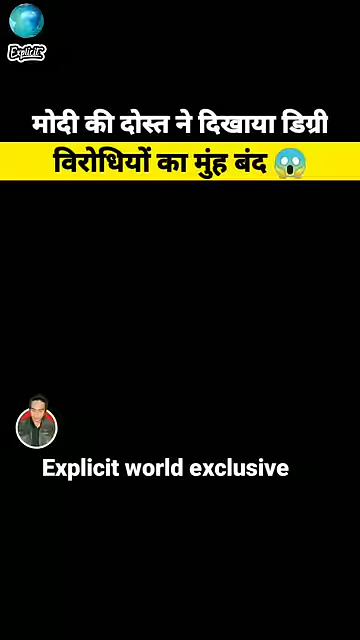 Explicit
मोदी की दोस्त ने दिखाया डिग्री
विरोधियों का मुंह बंद 😱
Explicit world exclusive